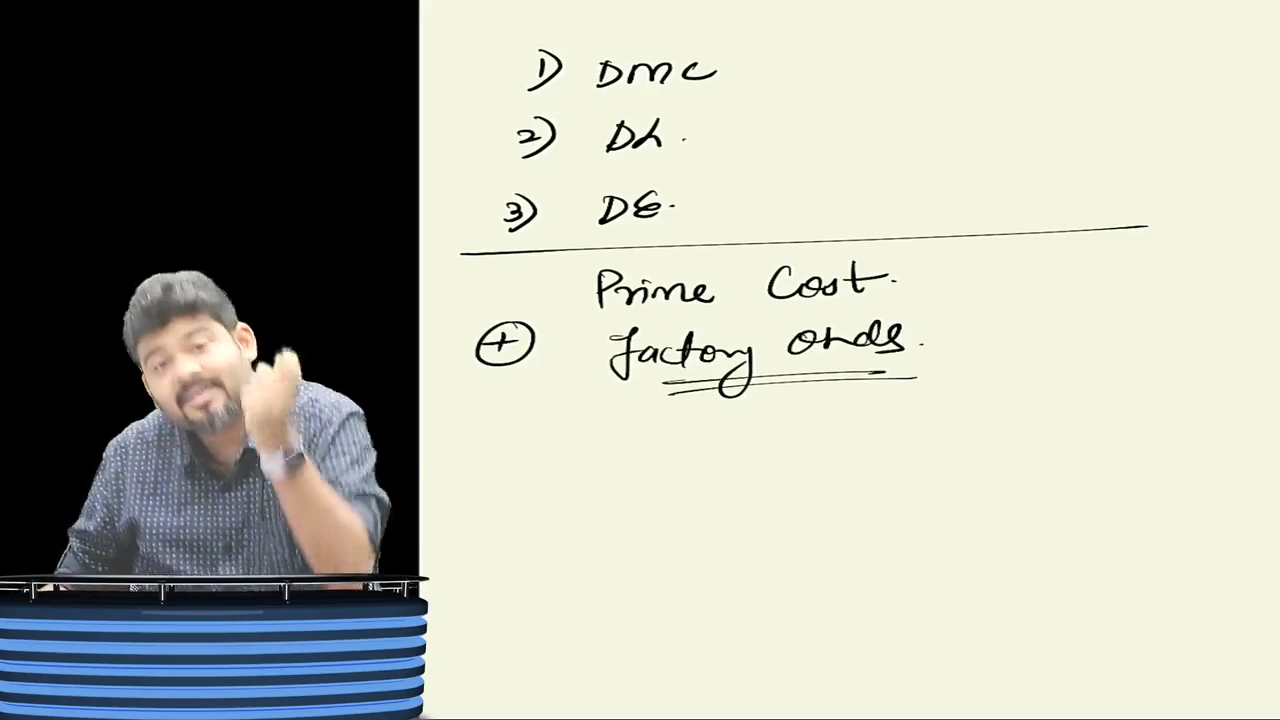 1) DMC
2) DL.
3) DE.
Prime Cost.
+ factory Ohds.